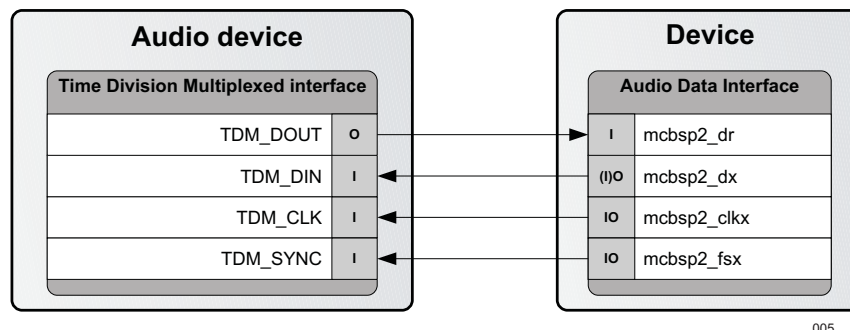 Audio device
Time Division Multiplexed interface
TDM_DOUT O
TDM_DIN I
TDM_CLK I
TDM_SYNC I
Device
Audio Data Interface
I mcbsp2_dr
(I)O mcbsp2_dx
IO mcbsp2_clkx
IO mcbsp2_fsx
005